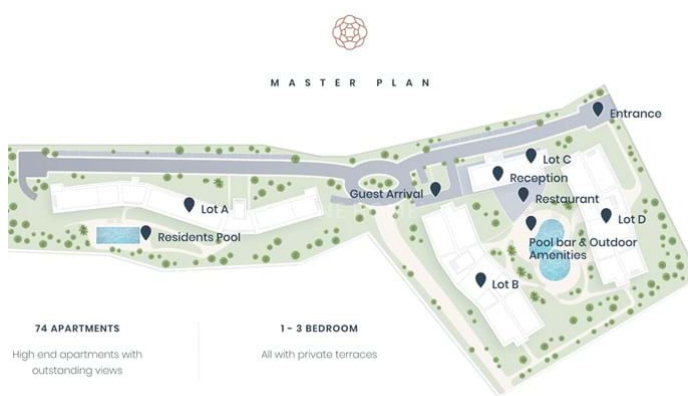 MASTER PLAN
Entrance
Lot C
Reception
Guest Arrival
Restaurant
Lot A
Lot D
Residents Pool
Pool bar & Outdoor
Amenities
Lot B
74 APARTMENTS
High end apartments with
outstanding views
1 - 3 BEDROOM
All with private terraces